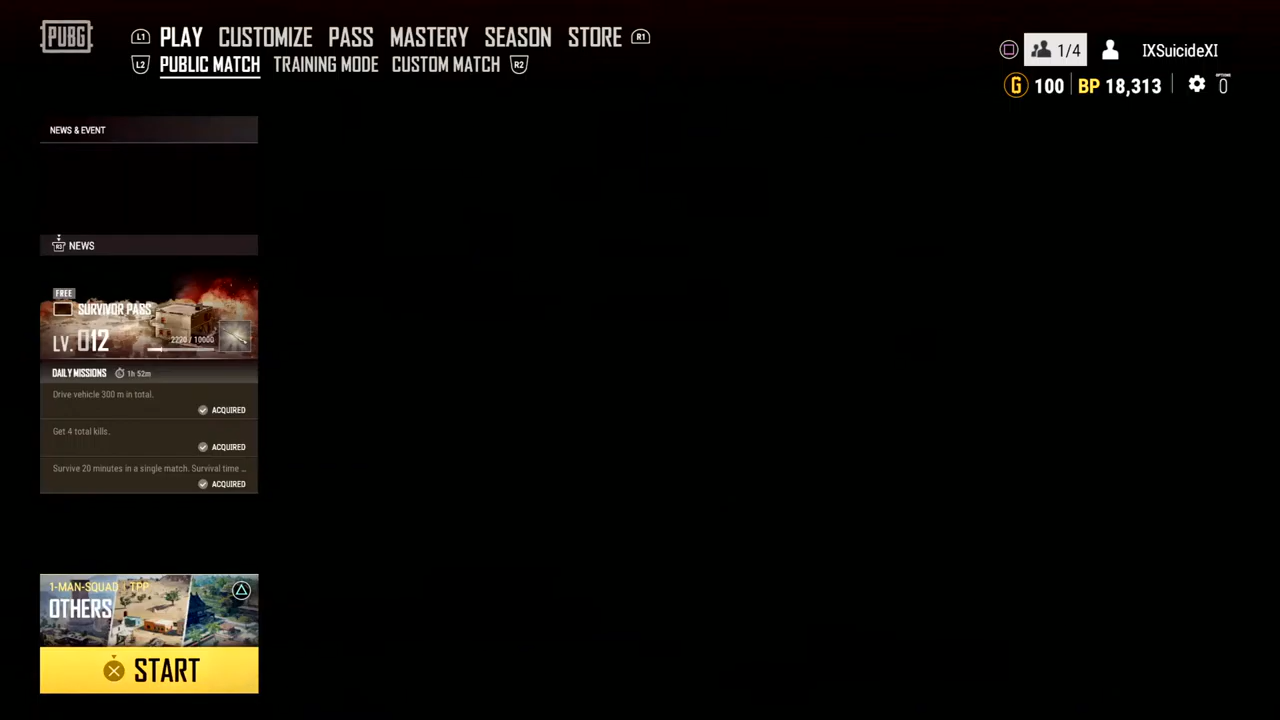 PUBG
L1 PLAY CUSTOMIZE PASS MASTERY SEASON STORE R1
L2 PUBLIC MATCH TRAINING MODE CUSTOM MATCH R2
1/4 IXSuicideXI
G 100 BP 18,313 OPTIONS
NEWS & EVENT
R3 NEWS
FREE
SURVIVOR PASS
LV. 012 2220 / 10000
DAILY MISSIONS 1h 52m
Drive vehicle 300 m in total.
ACQUIRED
Get 4 total kills.
ACQUIRED
Survive 20 minutes in a single match. Survival time ...
ACQUIRED
1-MAN-SQUAD | TPP
OTHERS
START